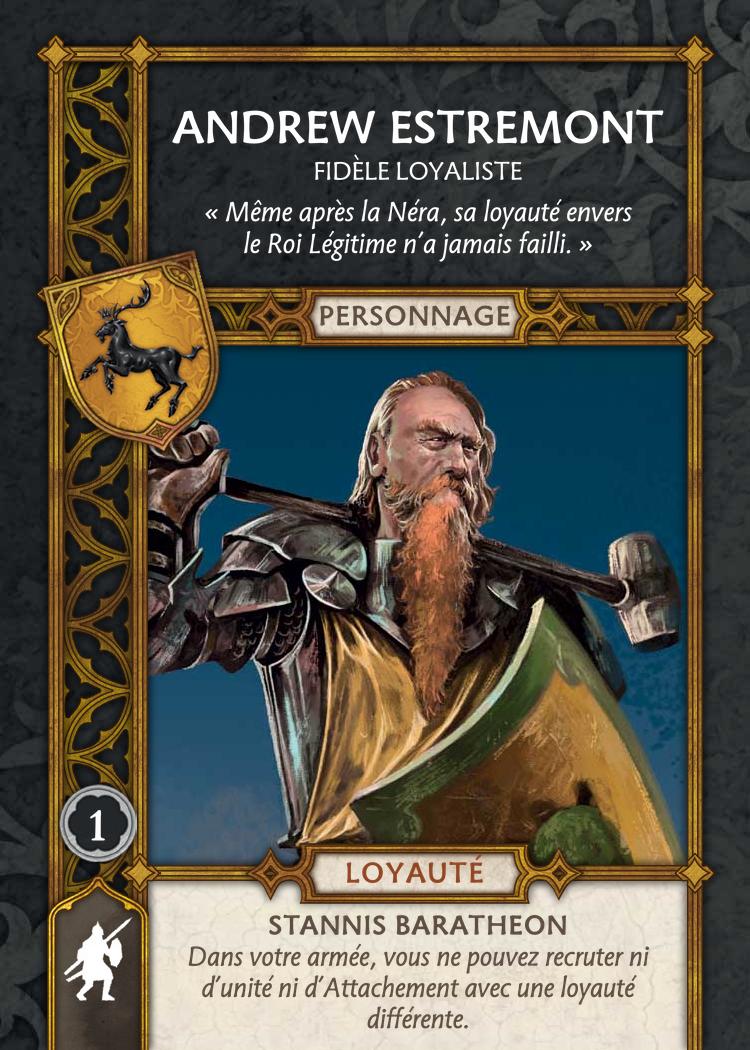 ANDREW ESTREMONT
FIDÈLE LOYALISTE
« Même après la Néra, sa loyauté envers
le Roi Légitime n'a jamais failli. »
PERSONNAGE
1
LOYAUTÉ
STANNIS BARATHEON
Dans votre armée, vous ne pouvez recruter ni
d'unité ni d'Attachement avec une loyauté
différente.